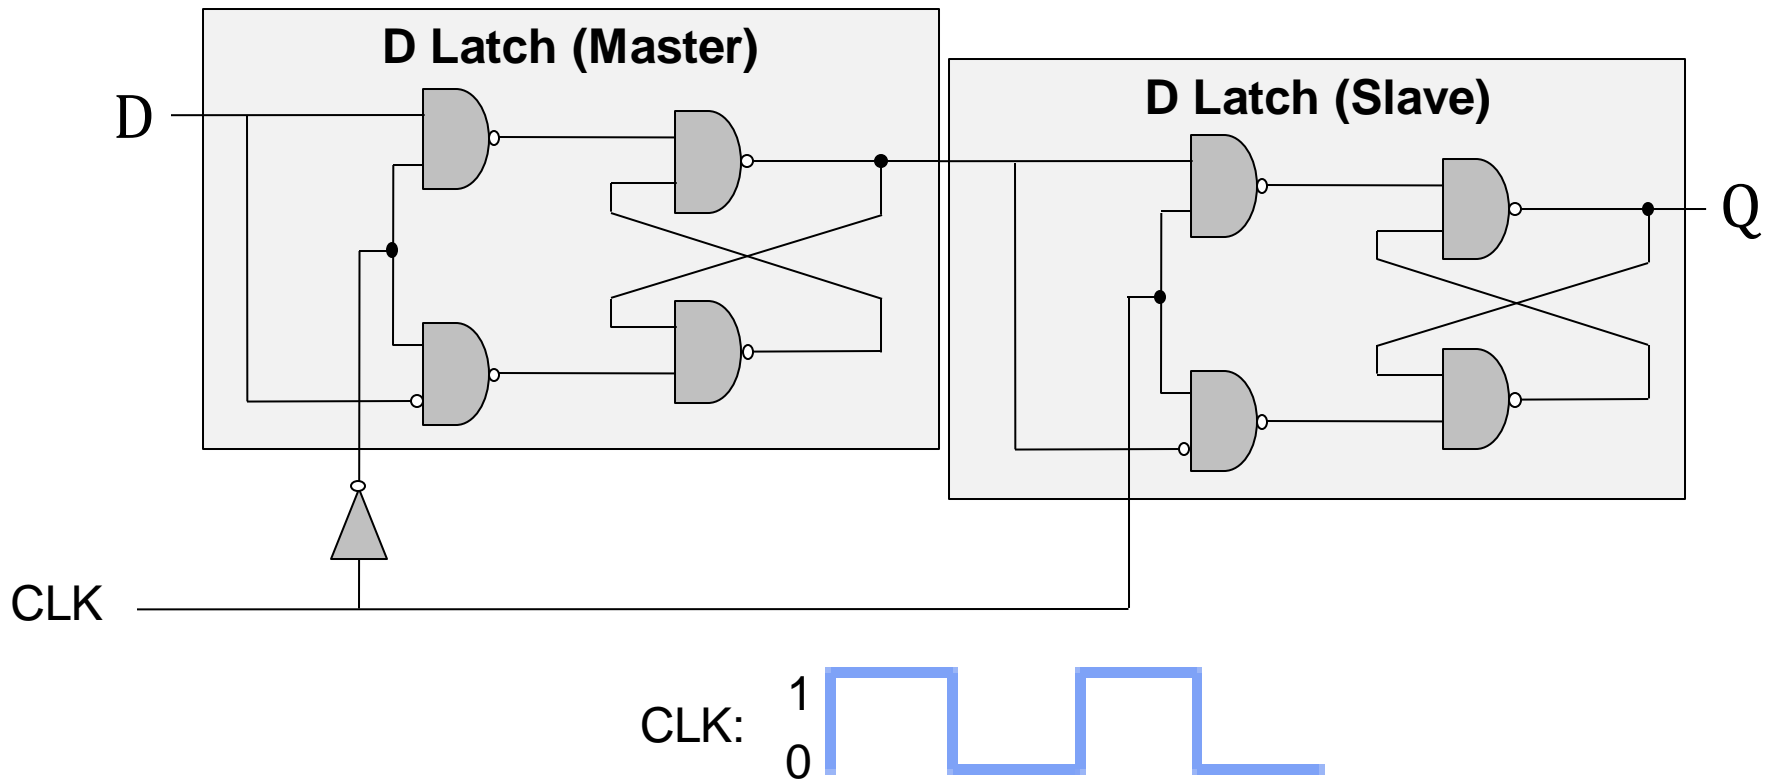 D Latch (Master)
D Latch (Slave)
D
Q
CLK
1
CLK:
0